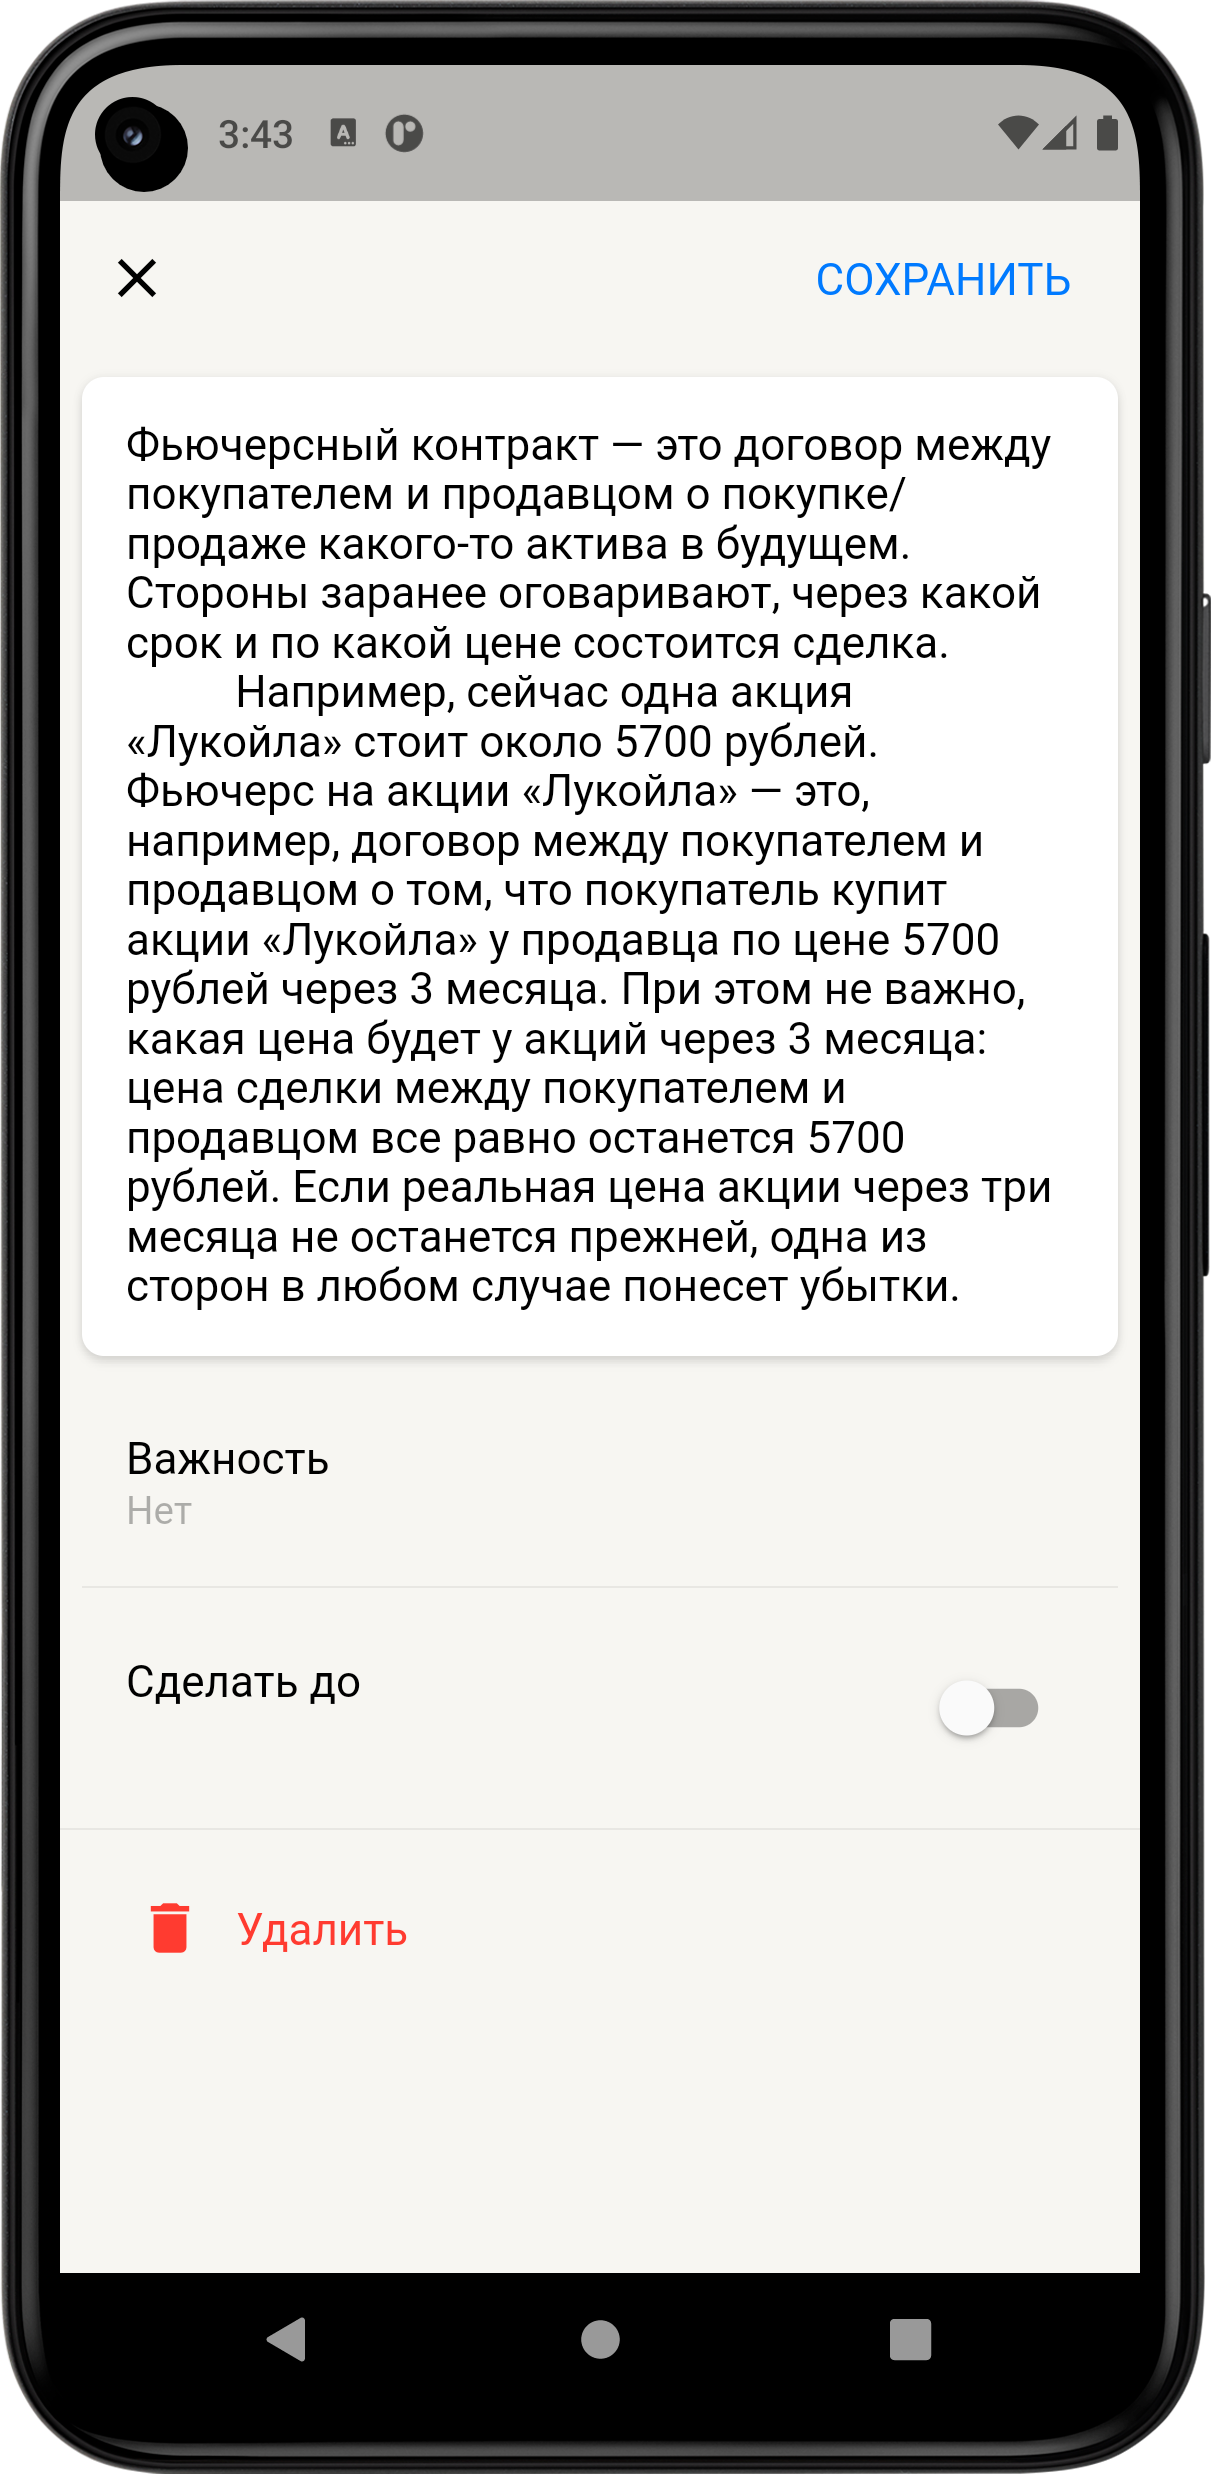 3:43
СОХРАНИТЬ
Фьючерсный контракт — это договор между
покупателем и продавцом о покупке/
продаже какого-то актива в будущем.
Стороны заранее оговаривают, через какой
срок и по какой цене состоится сделка.
Например, сейчас одна акция
«Лукойла» стоит около 5700 рублей.
Фьючерс на акции «Лукойла» — это,
например, договор между покупателем и
продавцом о том, что покупатель купит
акции «Лукойла» у продавца по цене 5700
рублей через 3 месяца. При этом не важно,
какая цена будет у акций через 3 месяца:
цена сделки между покупателем и
продавцом все равно останется 5700
рублей. Если реальная цена акции через три
месяца не останется прежней, одна из
сторон в любом случае понесет убытки.
Важность
Нет
Сделать до
Удалить